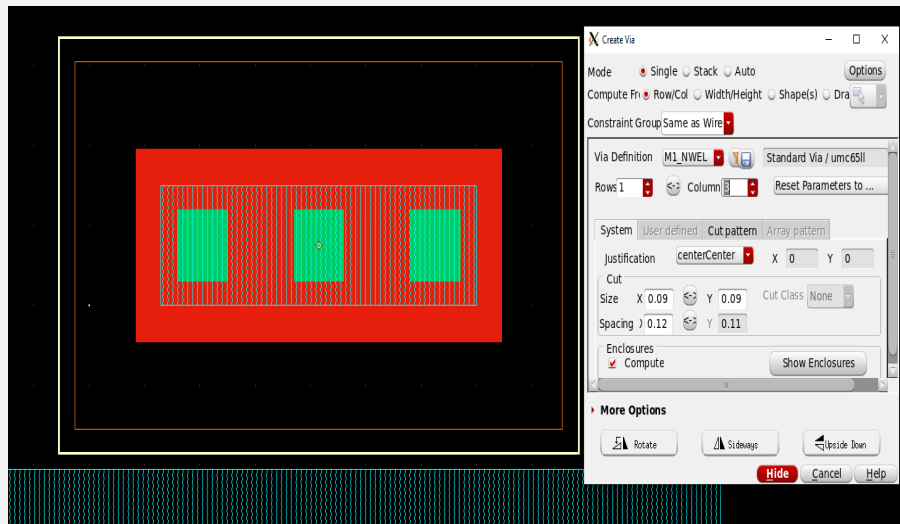 Create Via
Mode Single Stack Auto Options
Compute Fr Row/Col Width/Height Shape(s) Dra
Constraint Group Same as Wire
Via Definition M1_NWEL Standard Via / umc65ll
Rows 1 <-> Column 3 Reset Parameters to ...
System User defined Cut pattern Array pattern
Justification centerCenter X 0 Y 0
Cut
Size X 0.09 <-> Y 0.09 Cut Class None
Spacing 0.12 <-> Y 0.11
Enclosures
Compute Show Enclosures
More Options
Rotate Sideways Upside Down
Hide Cancel Help